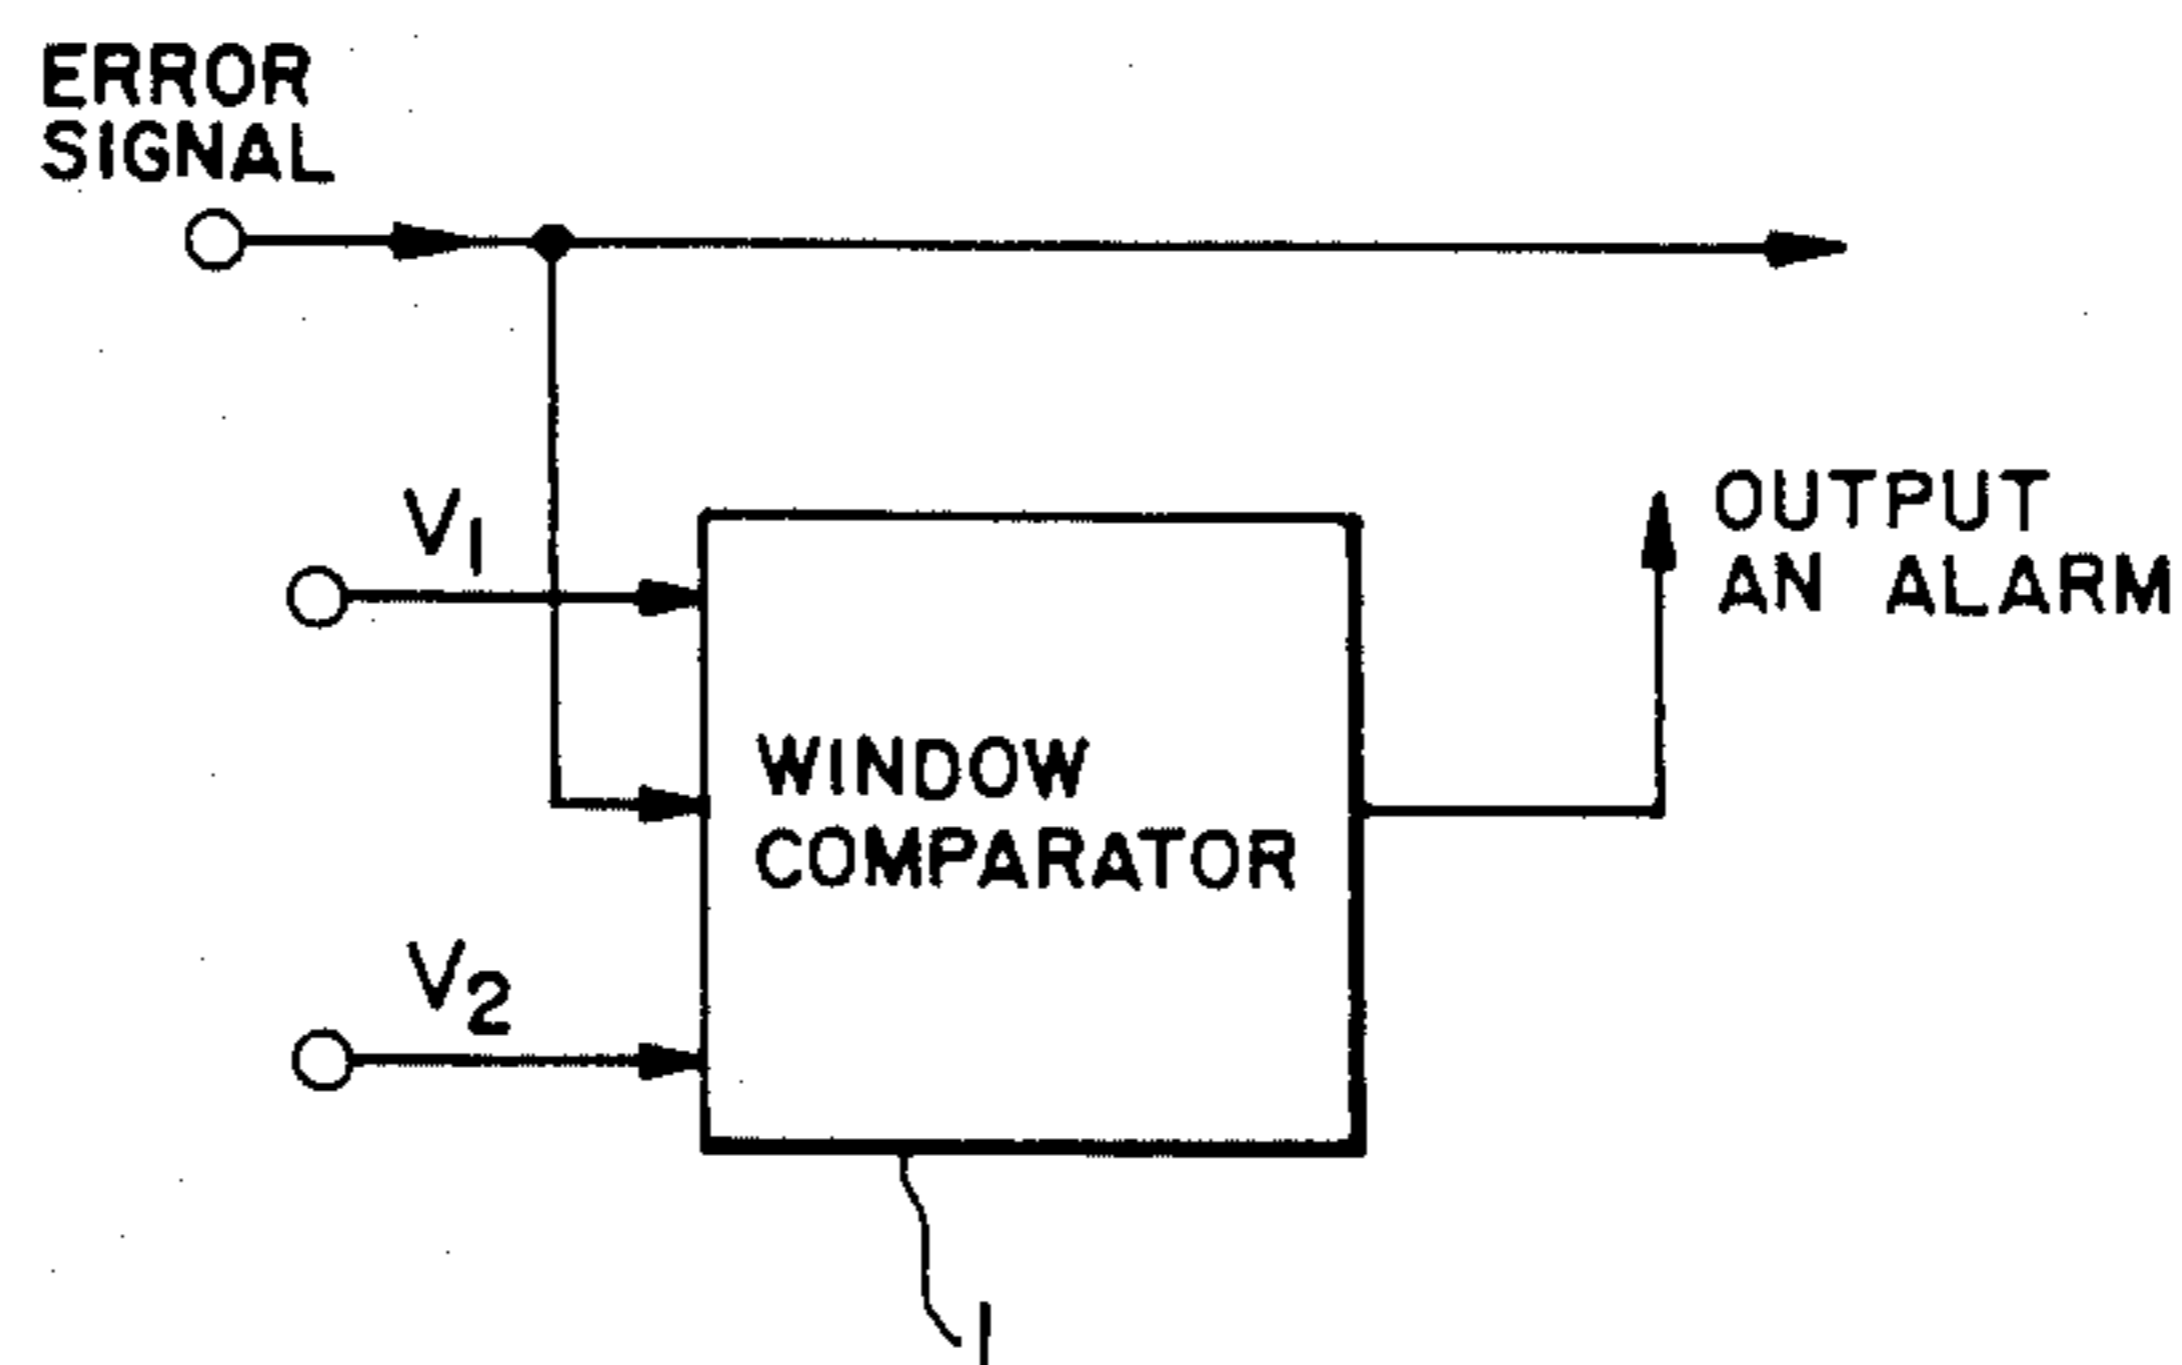 ERROR
SIGNAL
V1
OUTPUT
AN ALARM
WINDOW
COMPARATOR
V2
1